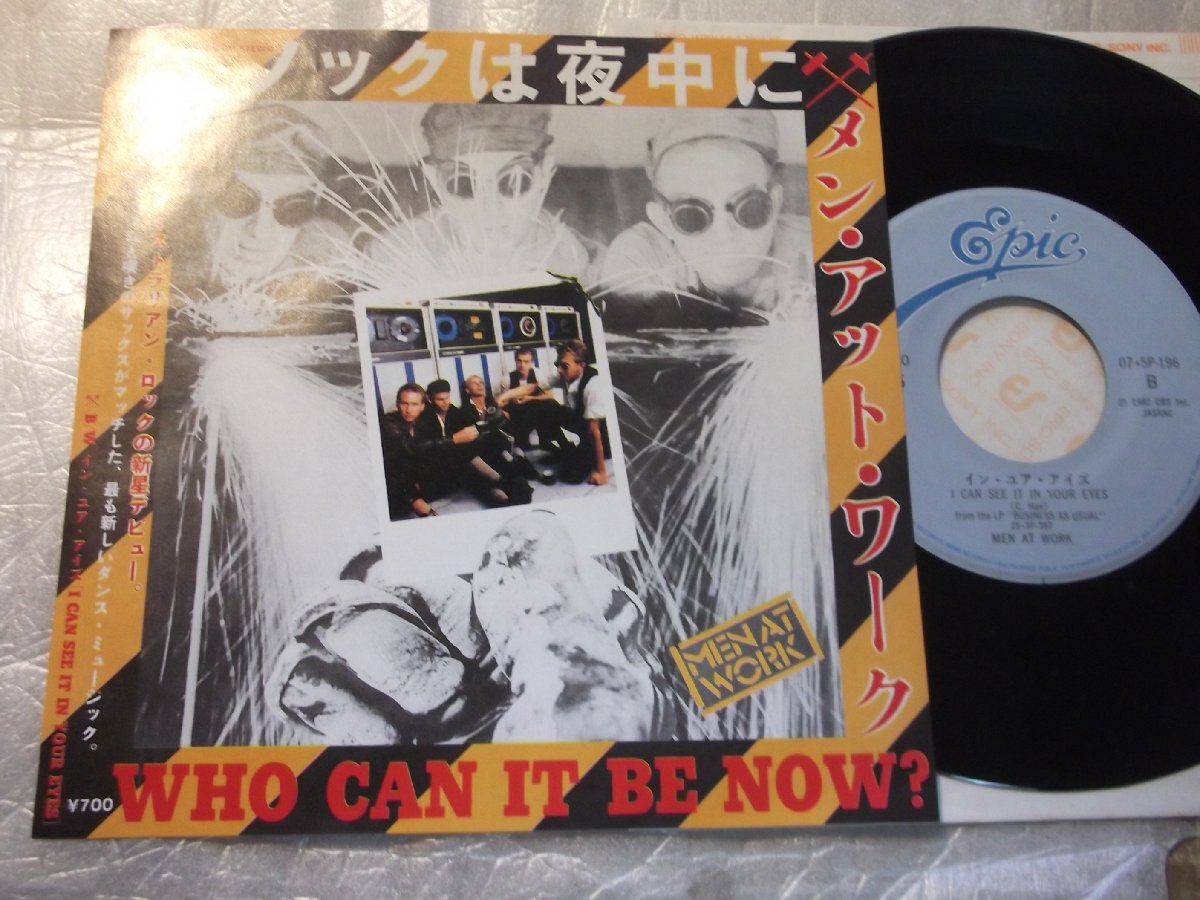 ノックは夜中に
メン・アット・ワーク
ストラリアン・ロックの新星デビュー。
サックスがマッチした、最も新しいダンス・ミュージック。
B W イン・ユア・アイズ I CAN SEE IT IN YOUR EYES
MEN AT WORK
WHO CAN IT BE NOW?
¥700
SONY INC.
Epic
07・5P-196
B
Ⓟ 1982 CBS Inc.
JASRAC
イン・ユア・アイズ
I CAN SEE IT IN YOUR EYES
(C. Hay)
from the LP "BUSINESS AS USUAL"
25・3P-387
MEN AT WORK